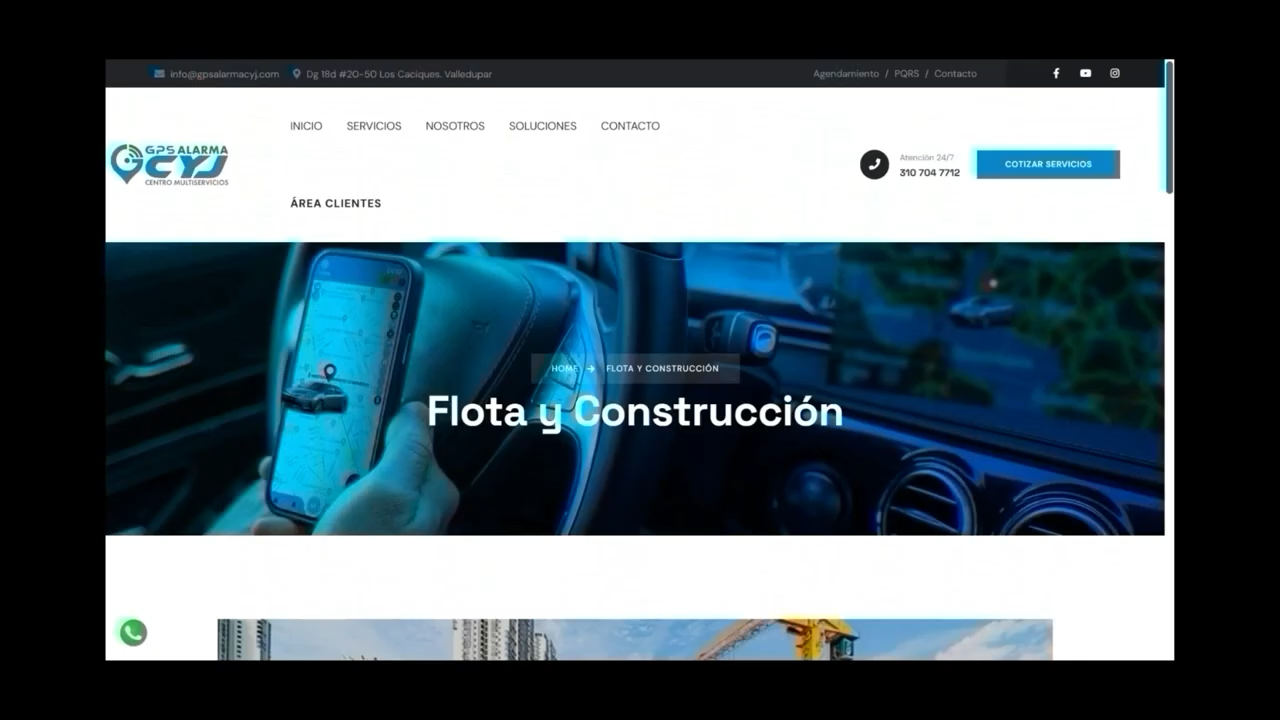 info@gpsalarmacyj.com Dg 18d #20-50 Los Caciques. Valledupar
Agendamiento / PQRS / Contacto
INICIO SERVICIOS NOSOTROS SOLUCIONES CONTACTO
GPS ALARMA
CYJ
CENTRO MULTISERVICIOS
Atención 24/7
310 704 7712
COTIZAR SERVICIOS
ÁREA CLIENTES
HOME → FLOTA Y CONSTRUCCIÓN
Flota y Construcción